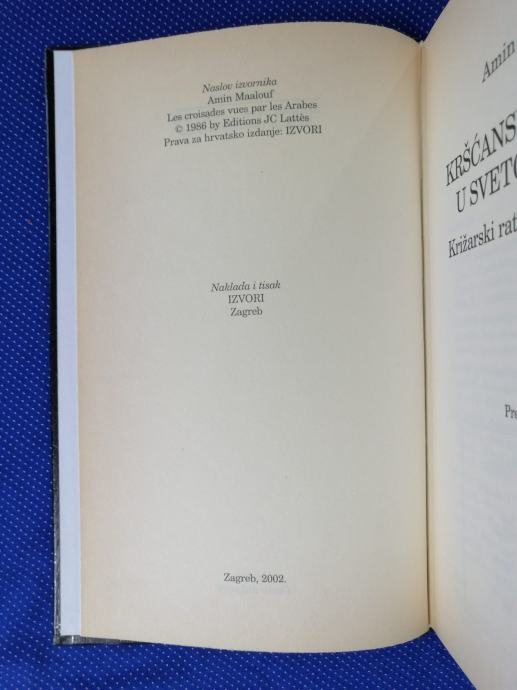 Naslov izvornika
Amin Maalouf
Les croisades vues par les Arabes
© 1986 by Editions JC Lattès
Prava za hrvatsko izdanje: IZVORI
Naklada i tisak
IZVORI
Zagreb
Zagreb, 2002.
Amin
KRŠĆANS
U SVETO
Križarski rat
Pre